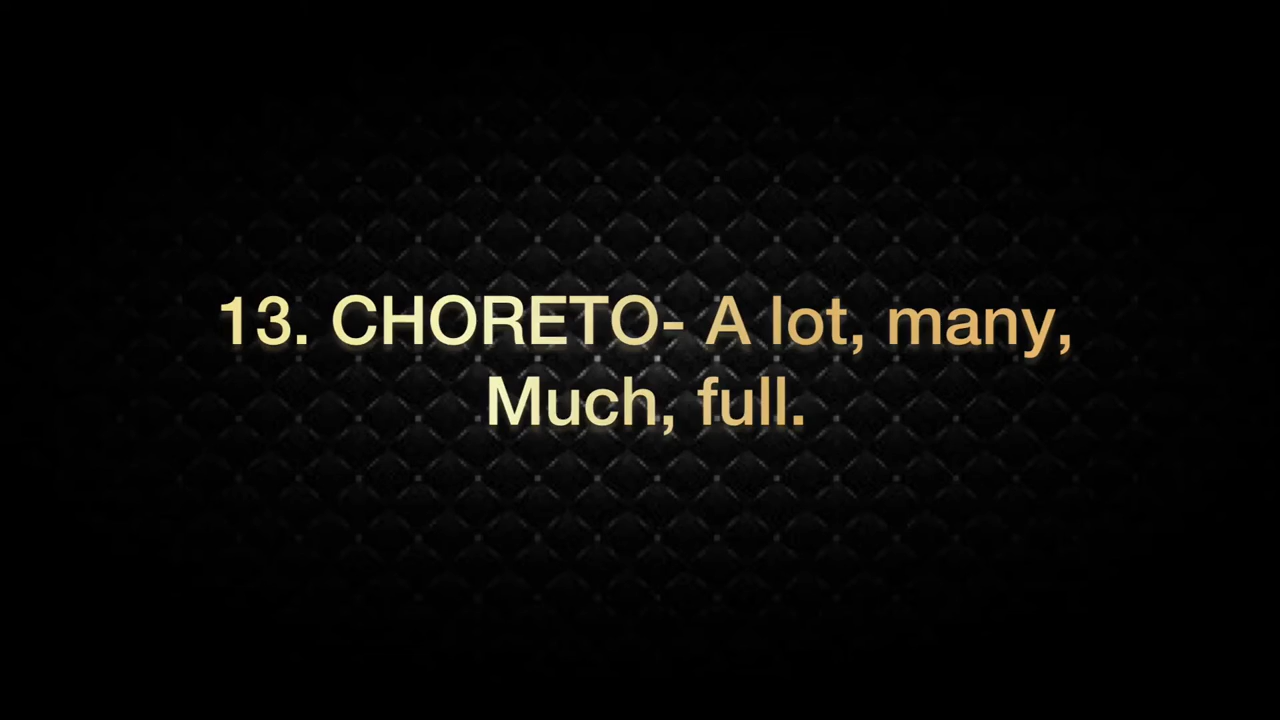 13. CHORETO- A lot, many,
Much, full.